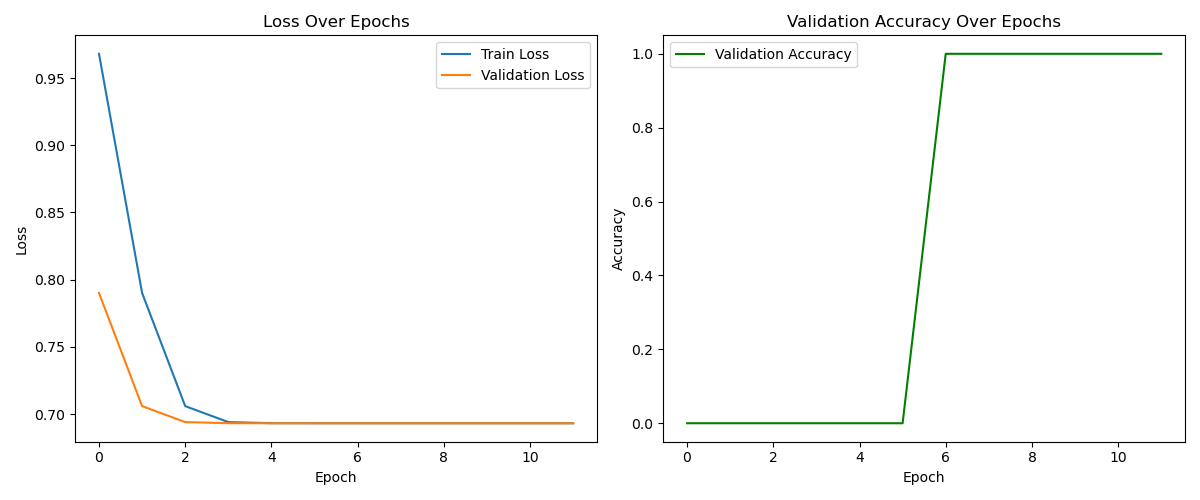 Loss Over Epochs
Train Loss
Validation Loss
0.95
0.90
0.85
0.80
0.75
0.70
Loss
0 2 4 6 8 10
Epoch
Validation Accuracy Over Epochs
Validation Accuracy
1.0
0.8
0.6
0.4
0.2
0.0
Accuracy
0 2 4 6 8 10
Epoch